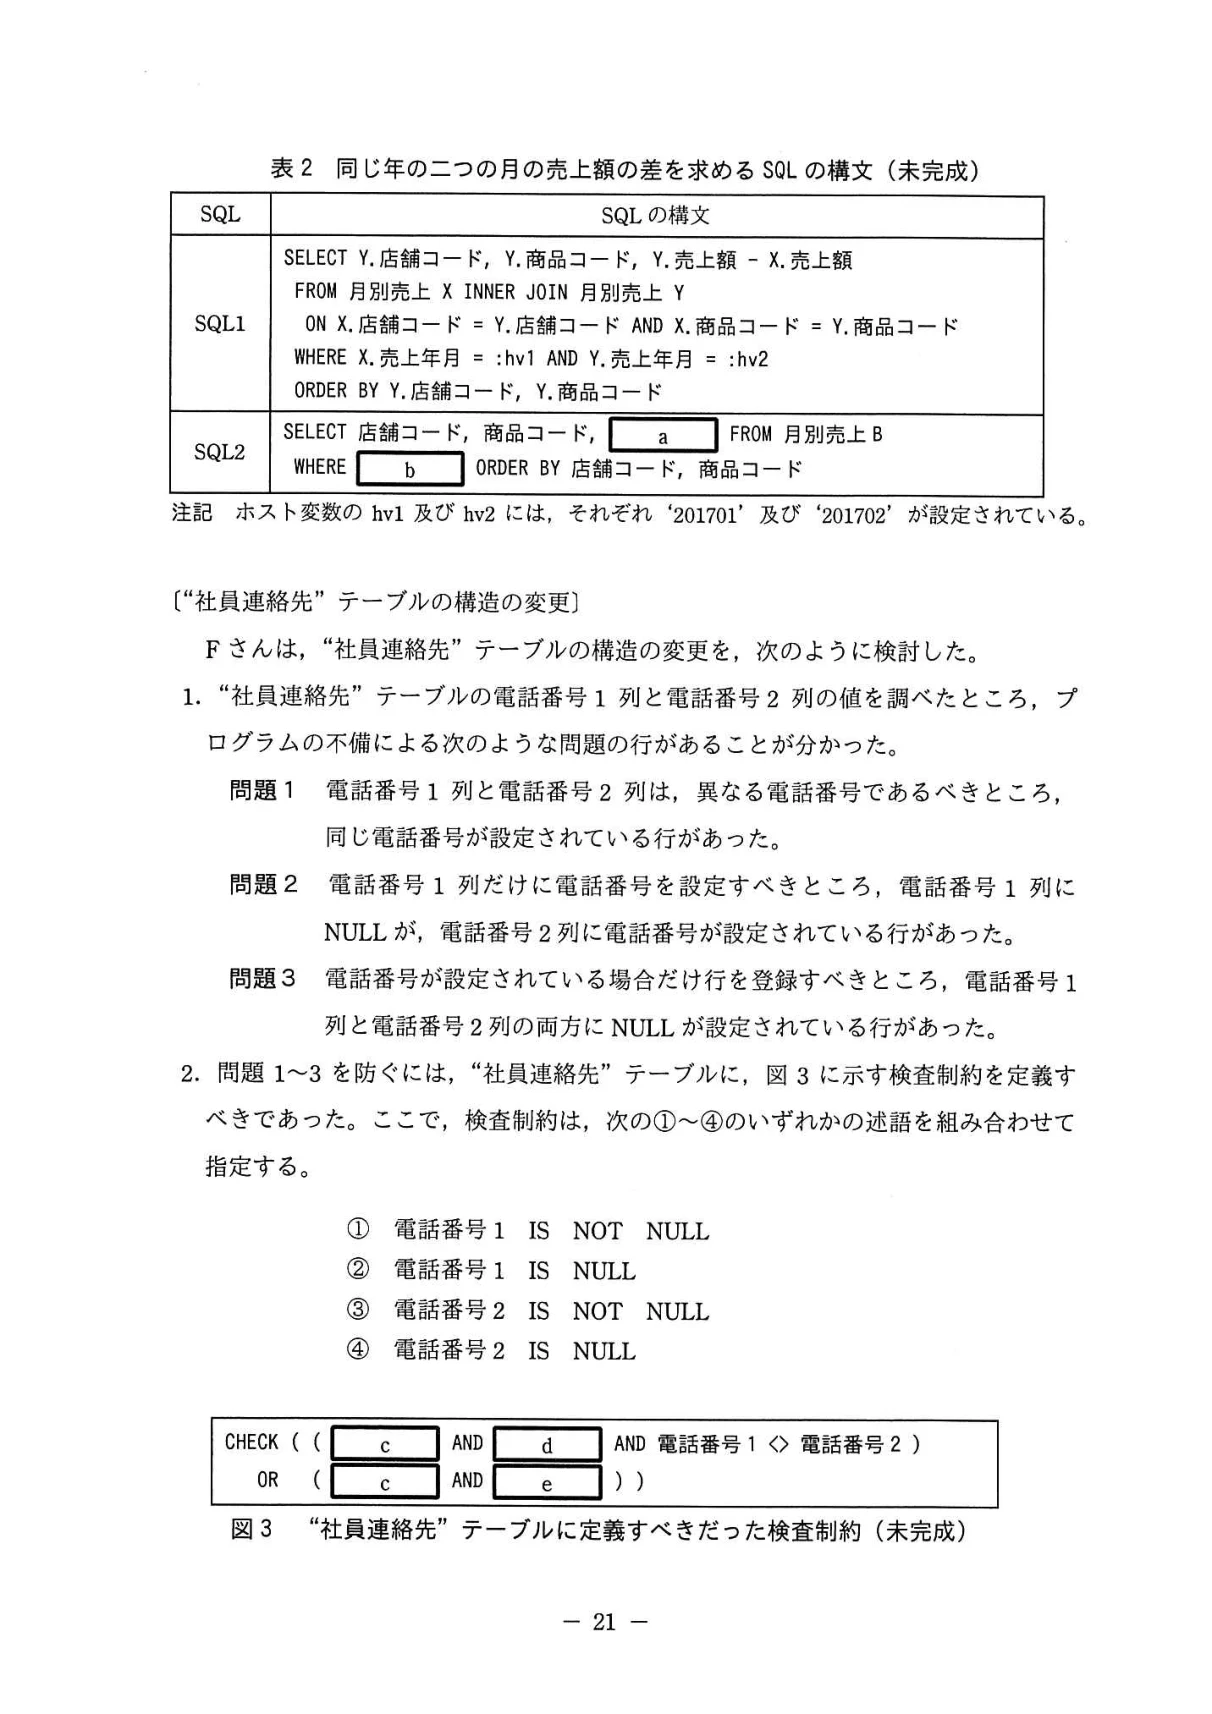 表2 同じ年の二つの月の売上額の差を求める SQL の構文（未完成）
SQL SQL の構文
SQL1
SELECT Y.店舗コード, Y.商品コード, Y.売上額 - X.売上額
FROM 月別売上 X INNER JOIN 月別売上 Y
ON X.店舗コード = Y.店舗コード AND X.商品コード = Y.商品コード
WHERE X.売上年月 = :hv1 AND Y.売上年月 = :hv2
ORDER BY Y.店舗コード, Y.商品コード
SQL2
SELECT 店舗コード, 商品コード, a FROM 月別売上B
WHERE b ORDER BY 店舗コード, 商品コード
注記 ホスト変数の hv1 及び hv2 には，それぞれ ‘201701’ 及び ‘201702’ が設定されている。
〔“社員連絡先” テーブルの構造の変更〕
F さんは，“社員連絡先” テーブルの構造の変更を，次のように検討した。
1. “社員連絡先” テーブルの電話番号1 列と電話番号2 列の値を調べたところ，プ
ログラムの不備による次のような問題の行があることが分かった。
問題1 電話番号1 列と電話番号2 列は，異なる電話番号であるべきところ，
同じ電話番号が設定されている行があった。
問題2 電話番号1 列だけに電話番号を設定すべきところ，電話番号1 列に
NULL が，電話番号2列に電話番号が設定されている行があった。
問題3 電話番号が設定されている場合だけ行を登録すべきところ，電話番号1
列と電話番号2列の両方に NULL が設定されている行があった。
2. 問題 1～3 を防ぐには，“社員連絡先” テーブルに，図 3 に示す検査制約を定義す
べきであった。ここで，検査制約は，次の①～④のいずれかの述語を組み合わせて
指定する。
① 電話番号1 IS NOT NULL
② 電話番号1 IS NULL
③ 電話番号2 IS NOT NULL
④ 電話番号2 IS NULL
CHECK ( ( c AND d AND 電話番号1 <> 電話番号2 )
OR ( c AND e ) )
図3 “社員連絡先” テーブルに定義すべきだった検査制約（未完成）
－ 21 －